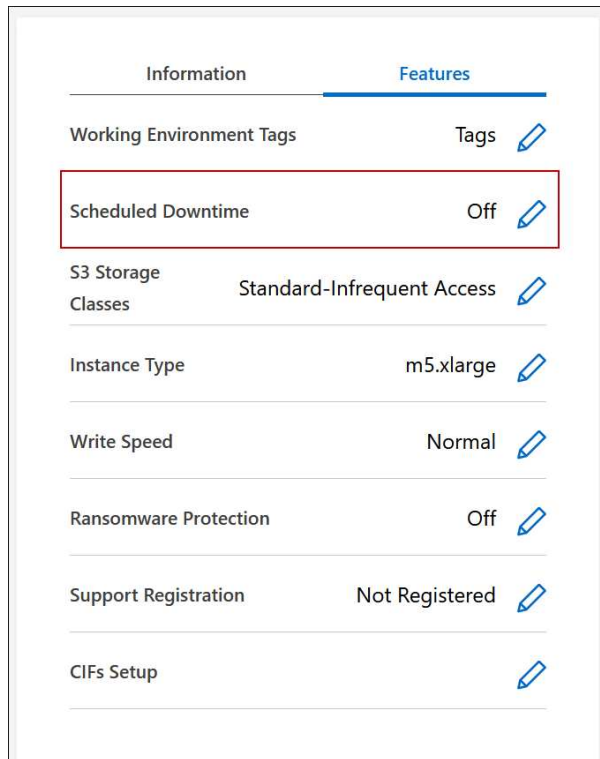 Information Features
Working Environment Tags Tags
Scheduled Downtime Off
S3 Storage
Classes Standard-Infrequent Access
Instance Type m5.xlarge
Write Speed Normal
Ransomware Protection Off
Support Registration Not Registered
CIFs Setup